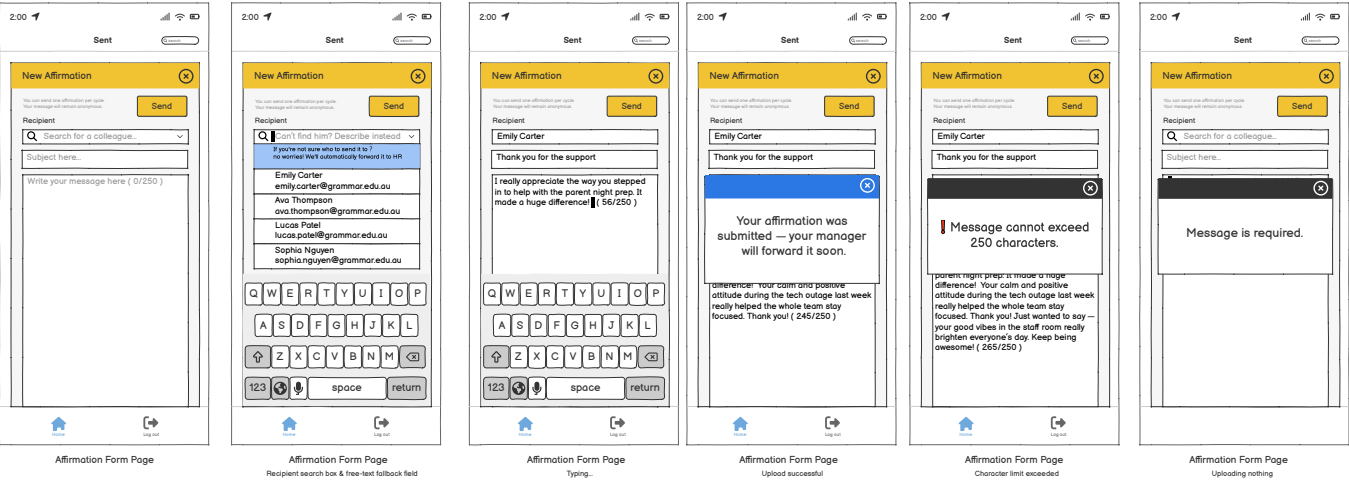 2:00
Sent
search
New Affirmation
You can send one affirmation per cycle.
Your message will remain anonymous.
Send
Recipient
Search for a colleague...
Subject here...
Write your message here ( 0/250 )
Home
Log out
Affirmation Form Page
2:00
Sent
search
New Affirmation
You can send one affirmation per cycle.
Your message will remain anonymous.
Send
Recipient
Can't find him? Describe instead
If you're not sure who to send it to ?
no worries! We'll automatically forward it to HR
Emily Carter
emily.carter@grammar.edu.au
Ava Thompson
ava.thompson@grammar.edu.au
Lucas Patel
lucas.patel@grammar.edu.au
Sophia Nguyen
sophia.nguyen@grammar.edu.au
Q W E R T Y U I O P
A S D F G H J K L
Z X C V B N M
123 space return
Home
Log out
Affirmation Form Page
Recipient search box & free-text fallback field
2:00
Sent
search
New Affirmation
You can send one affirmation per cycle.
Your message will remain anonymous.
Send
Recipient
Emily Carter
Thank you for the support
I really appreciate the way you stepped
in to help with the parent night prep. It
made a huge difference! ( 56/250 )
Q W E R T Y U I O P
A S D F G H J K L
Z X C V B N M
123 space return
Home
Log out
Affirmation Form Page
Typing...
2:00
Sent
search
New Affirmation
You can send one affirmation per cycle.
Your message will remain anonymous.
Send
Recipient
Emily Carter
Thank you for the support
Your affirmation was
submitted — your manager
will forward it soon.
difference! Your calm and positive
attitude during the tech outage last week
really helped the whole team stay
focused. Thank you! ( 245/250 )
Home
Log out
Affirmation Form Page
Upload successful
2:00
Sent
search
New Affirmation
You can send one affirmation per cycle.
Your message will remain anonymous.
Send
Recipient
Emily Carter
Thank you for the support
❗ Message cannot exceed
250 characters.
parent night prep. It made a huge
difference! Your calm and positive
attitude during the tech outage last week
really helped the whole team stay
focused. Thank you! Just wanted to say —
your good vibes in the staff room really
brighten everyone's day. Keep being
awesome! ( 265/250 )
Home
Log out
Affirmation Form Page
Character limit exceeded
2:00
Sent
search
New Affirmation
You can send one affirmation per cycle.
Your message will remain anonymous.
Send
Recipient
Search for a colleague...
Subject here...
Message is required.
Home
Log out
Affirmation Form Page
Uploading nothing